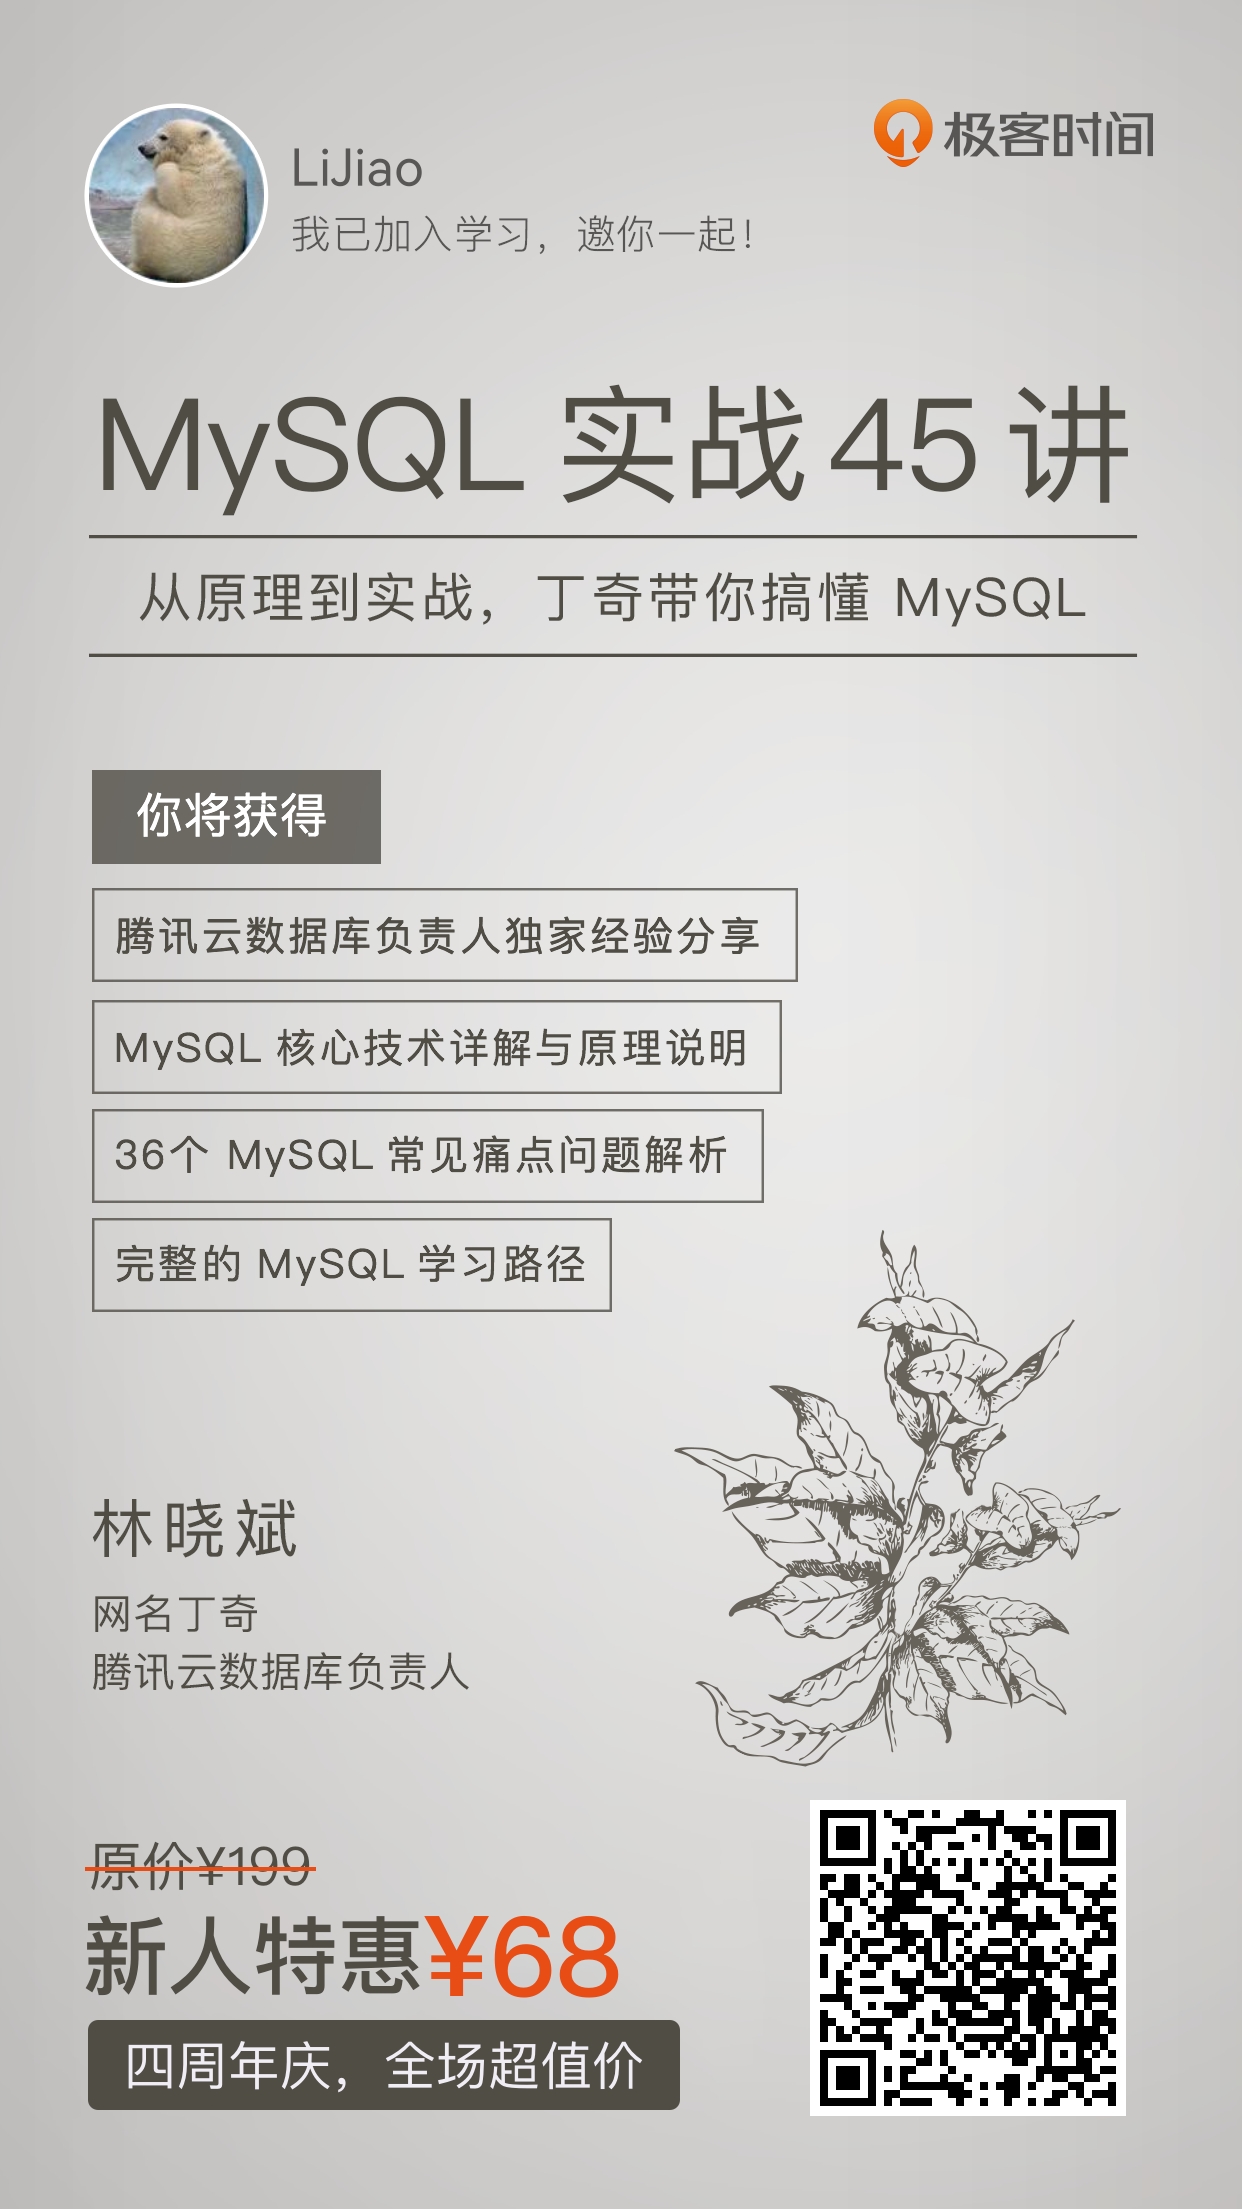 LiJiao
我已加入学习，邀你一起！
极客时间
MySQL 实战 45 讲
从原理到实战，丁奇带你搞懂 MySQL
你将获得
腾讯云数据库负责人独家经验分享
MySQL 核心技术详解与原理说明
36个 MySQL 常见痛点问题解析
完整的 MySQL 学习路径
林晓斌
网名丁奇
腾讯云数据库负责人
原价¥199
新人特惠¥68
四周年庆，全场超值价